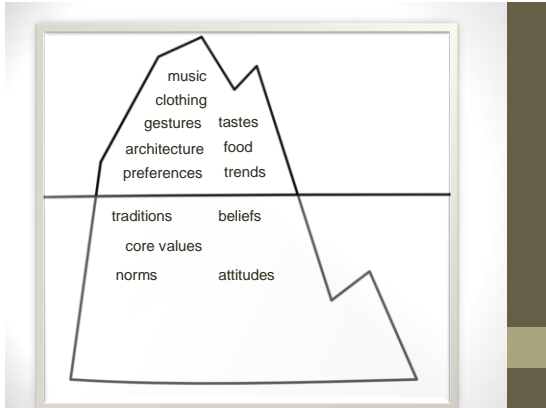 music
clothing
gestures tastes
architecture food
preferences trends
traditions beliefs
core values
norms attitudes